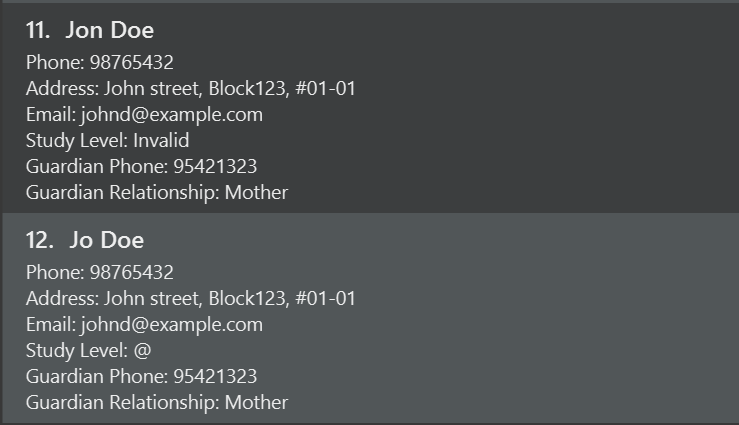 11. Jon Doe
Phone: 98765432
Address: John street, Block123, #01-01
Email: johnd@example.com
Study Level: Invalid
Guardian Phone: 95421323
Guardian Relationship: Mother
12. Jo Doe
Phone: 98765432
Address: John street, Block123, #01-01
Email: johnd@example.com
Study Level: @
Guardian Phone: 95421323
Guardian Relationship: Mother